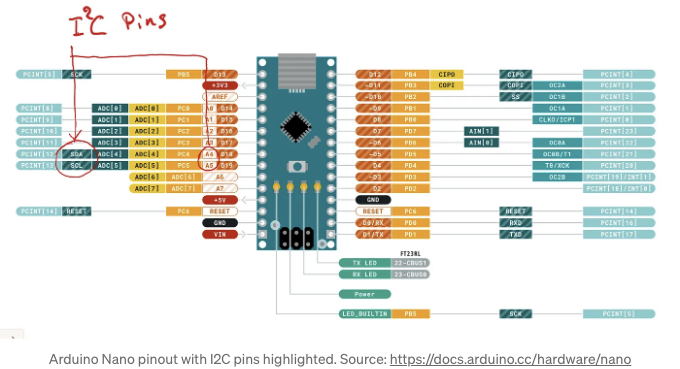 I²C Pins
PCINT[5] SCK PB5 D13 D12 PB4 CIPO CIPO PCINT[4]
+3V3 ~D11 PB3 COPI COPI OC2A PCINT[3]
AREF ~D10 PB2 SS OC1B PCINT[2]
PCINT[8] ADC[0] ADC[0] PC0 A0 D14 ~D9 PB1 OC1A PCINT[1]
PCINT[9] ADC[1] ADC[1] PC1 A1 D15 ~D8 PB0 CLKO/ICP1 PCINT[0]
PCINT[10] ADC[2] ADC[2] PC2 A2 D16 ~D7 PD7 AIN[1] PCINT[23]
PCINT[11] ADC[3] ADC[3] PC3 A3 D17 ~D6 PD6 AIN[0] OC0A PCINT[22]
PCINT[12] SDA ADC[4] ADC[4] PC4 A4 D18 ~D5 PD5 OC0B/T1 PCINT[21]
PCINT[13] SCL ADC[5] ADC[5] PC5 A5 D19 ~D4 PD4 T0/XCK PCINT[20]
ADC[6] ADC[6] A6 ~D3 PD3 OC2B PCINT[19]/INT[1]
ADC[7] ADC[7] A7 D2 PD2 PCINT[18]/INT[0]
+5V GND
PCINT[14] RESET PC6 RESET RESET PC6 RESET PCINT[14]
GND D0/RX PD0 RXD PCINT[16]
VIN D1/TX PD1 TXD PCINT[17]
FT23RL
TX LED 22-CBUS1
RX LED 23-CBUS0
Power
LED_BUILTIN PB5 SCK PCINT[5]
Arduino Nano pinout with I2C pins highlighted. Source: https://docs.arduino.cc/hardware/nano